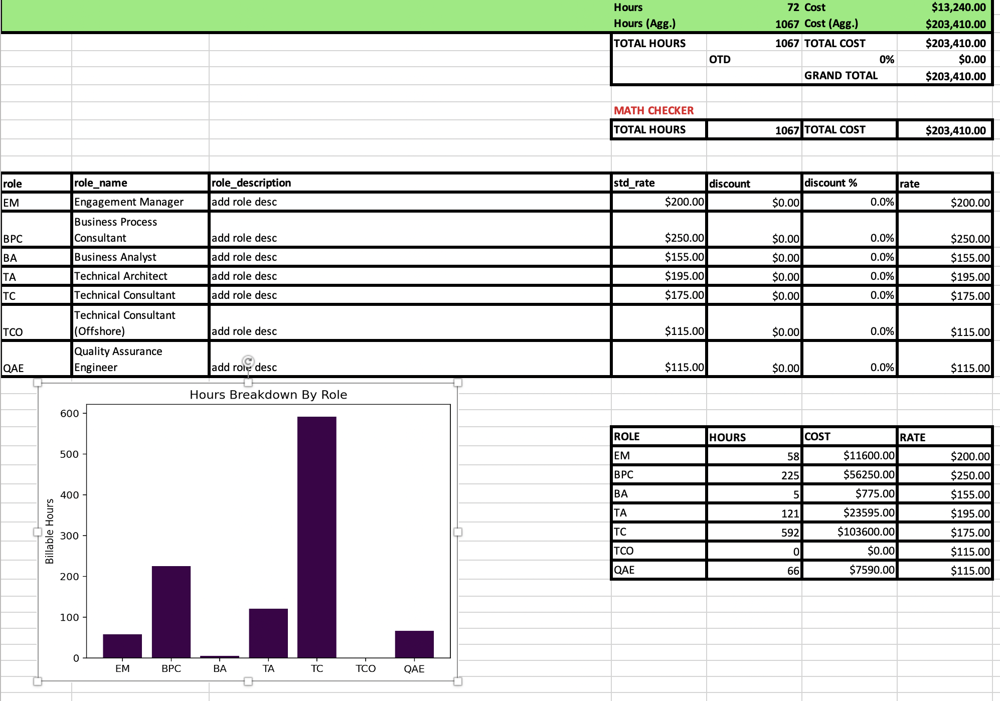 Hours 72 Cost $13,240.00
Hours (Agg.) 1067 Cost (Agg.) $203,410.00
TOTAL HOURS 1067 TOTAL COST $203,410.00
OTD 0% $0.00
GRAND TOTAL $203,410.00
MATH CHECKER
TOTAL HOURS 1067 TOTAL COST $203,410.00
role role_name role_description std_rate discount discount % rate
EM Engagement Manager add role desc $200.00 $0.00 0.0% $200.00
Business Process
BPC Consultant add role desc $250.00 $0.00 0.0% $250.00
BA Business Analyst add role desc $155.00 $0.00 0.0% $155.00
TA Technical Architect add role desc $195.00 $0.00 0.0% $195.00
TC Technical Consultant add role desc $175.00 $0.00 0.0% $175.00
Technical Consultant
TCO (Offshore) add role desc $115.00 $0.00 0.0% $115.00
Quality Assurance
QAE Engineer add role desc $115.00 $0.00 0.0% $115.00
Hours Breakdown By Role
600
500
400
300
200
100
0
Billable Hours
EM BPC BA TA TC TCO QAE
ROLE HOURS COST RATE
EM 58 $11600.00 $200.00
BPC 225 $56250.00 $250.00
BA 5 $775.00 $155.00
TA 121 $23595.00 $195.00
TC 592 $103600.00 $175.00
TCO 0 $0.00 $115.00
QAE 66 $7590.00 $115.00